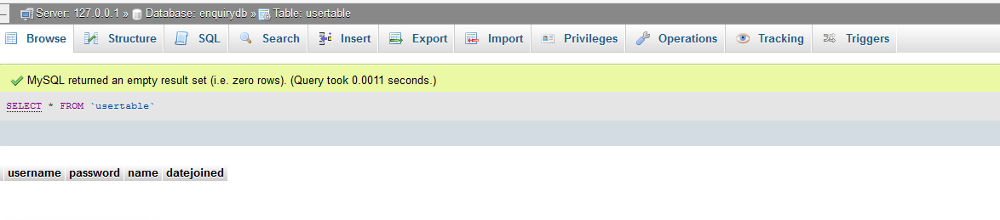 Server: 127.0.0.1 » Database: enquirydb » Table: usertable
Browse Structure SQL Search Insert Export Import Privileges Operations Tracking Triggers
MySQL returned an empty result set (i.e. zero rows). (Query took 0.0011 seconds.)
SELECT * FROM `usertable`
username password name datejoined